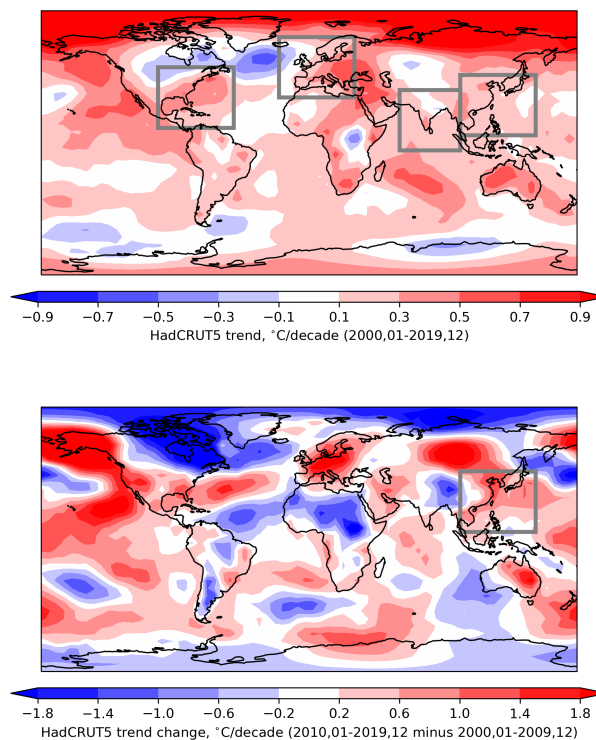 −0.9 −0.7 −0.5 −0.3 −0.1 0.1 0.3 0.5 0.7 0.9
HadCRUT5 trend, °C/decade (2000,01-2019,12)
−1.8 −1.4 −1.0 −0.6 −0.2 0.2 0.6 1.0 1.4 1.8
HadCRUT5 trend change, °C/decade (2010,01-2019,12 minus 2000,01-2009,12)